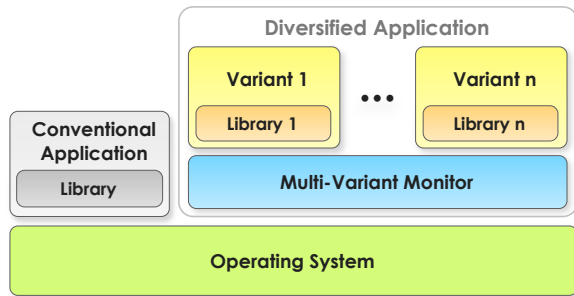 Diversified Application
Variant 1
Library 1
•••
Variant n
Library n
Conventional
Application
Library
Multi-Variant Monitor
Operating System